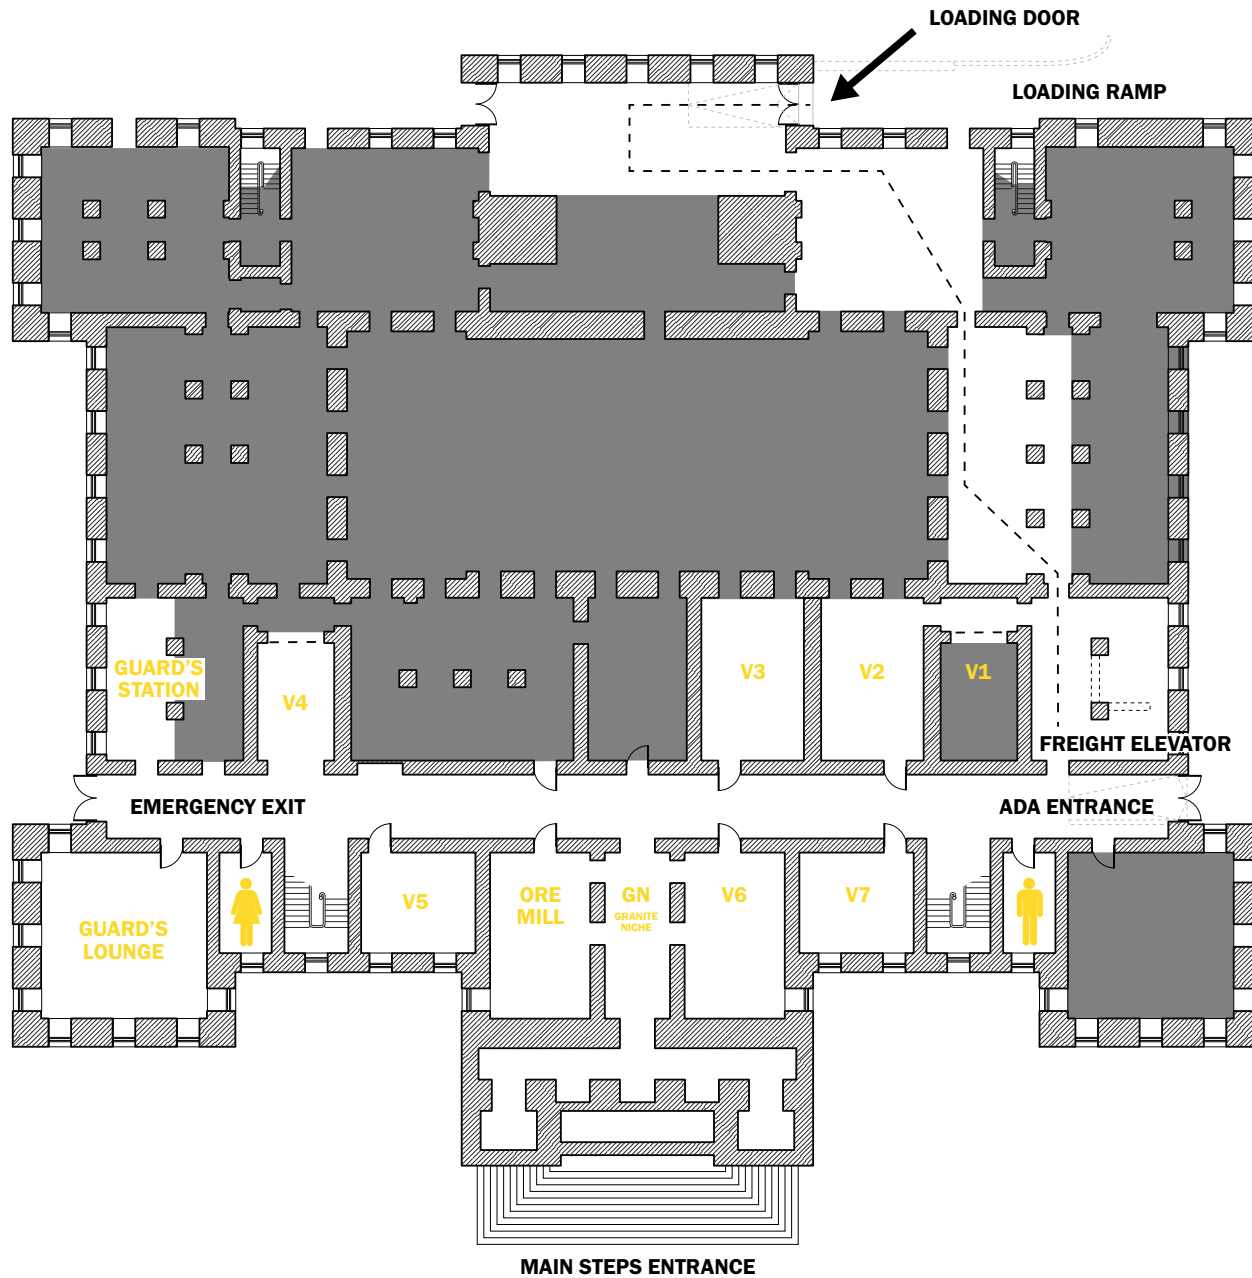 LOADING DOOR
LOADING RAMP
GUARD'S
STATION
V4
V3
V2
V1
FREIGHT ELEVATOR
EMERGENCY EXIT
ADA ENTRANCE
GUARD'S
LOUNGE
V5
ORE
MILL
GN
GRANITE
NICHE
V6
V7
MAIN STEPS ENTRANCE